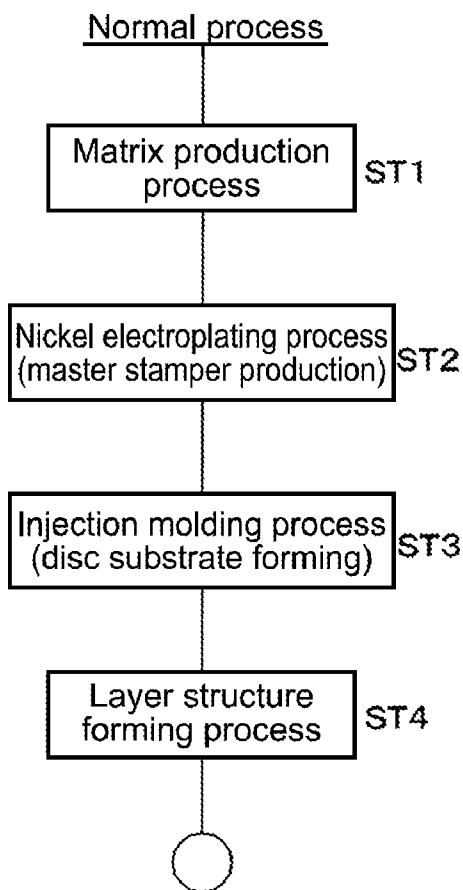 Normal process
Matrix production
process
ST1
Nickel electroplating process
(master stamper production)
ST2
Injection molding process
(disc substrate forming)
ST3
Layer structure
forming process
ST4